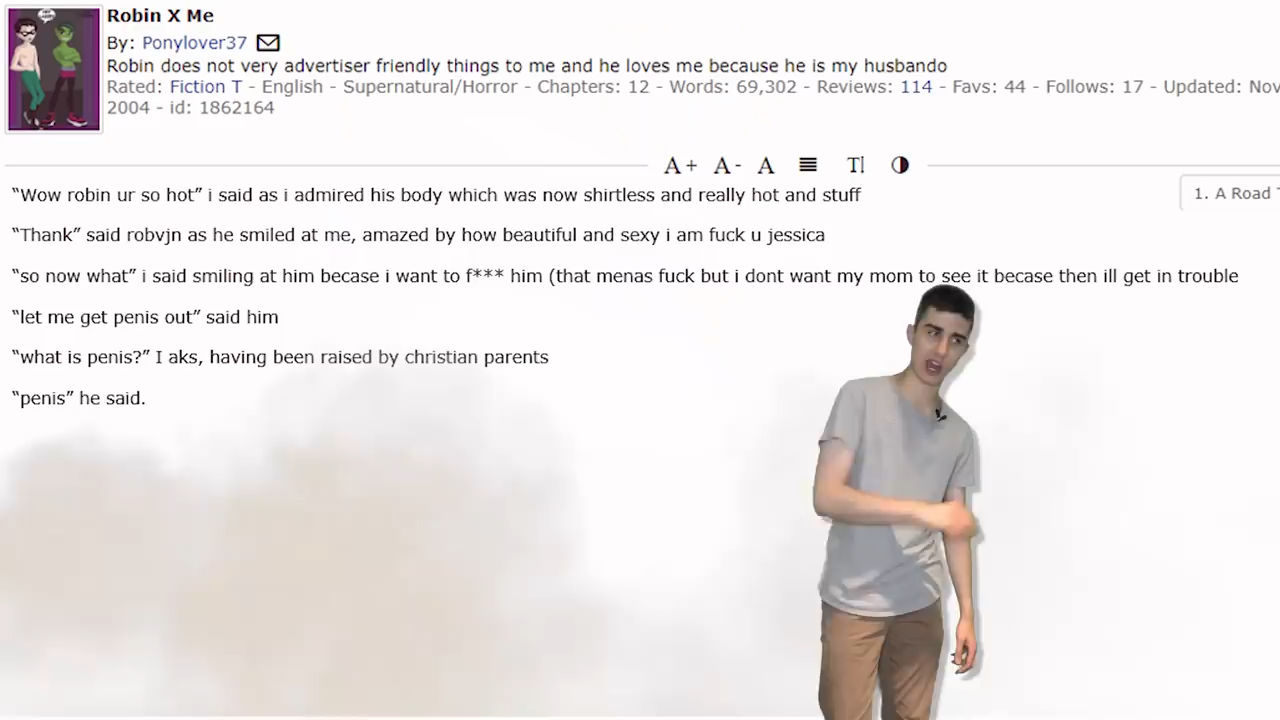 Robin X Me
By: Ponylover37
Robin does not very advertiser friendly things to me and he loves me because he is my husbando
Rated: Fiction T - English - Supernatural/Horror - Chapters: 12 - Words: 69,302 - Reviews: 114 - Favs: 44 - Follows: 17 - Updated: Nov
2004 - id: 1862164
A+ A- A T|
“Wow robin ur so hot” i said as i admired his body which was now shirtless and really hot and stuff
1. A Road
“Thank” said robvjn as he smiled at me, amazed by how beautiful and sexy i am fuck u jessica
“so now what” i said smiling at him becase i want to f*** him (that menas fuck but i dont want my mom to see it becase then ill get in trouble
“let me get penis out” said him
“what is penis?” I aks, having been raised by christian parents
“penis” he said.